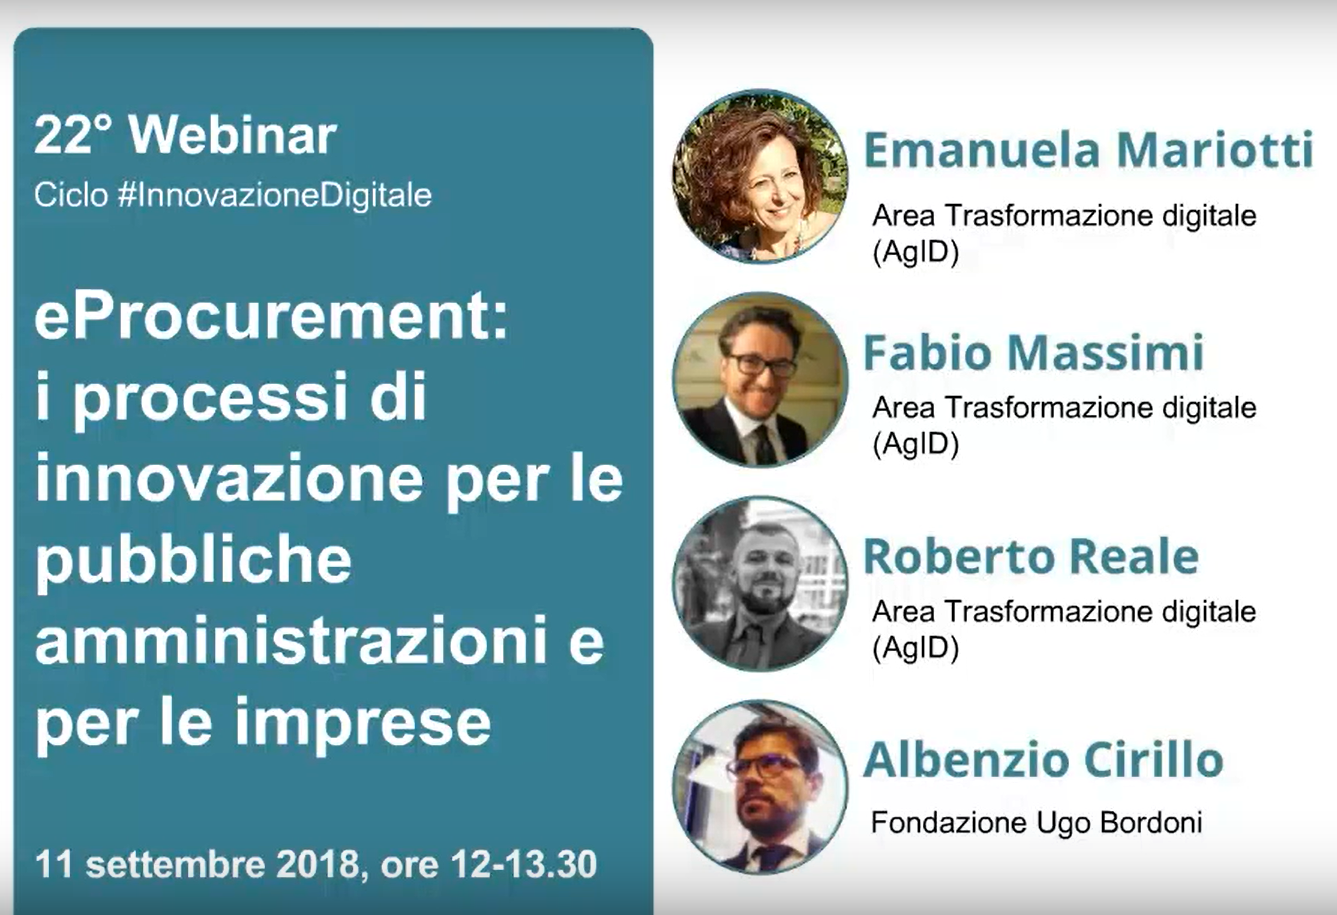 22° Webinar
Ciclo #InnovazioneDigitale
eProcurement:
i processi di
innovazione per le
pubbliche
amministrazioni e
per le imprese
11 settembre 2018, ore 12-13.30
Emanuela Mariotti
Area Trasformazione digitale
(AgID)
Fabio Massimi
Area Trasformazione digitale
(AgID)
Roberto Reale
Area Trasformazione digitale
(AgID)
Albenzio Cirillo
Fondazione Ugo Bordoni